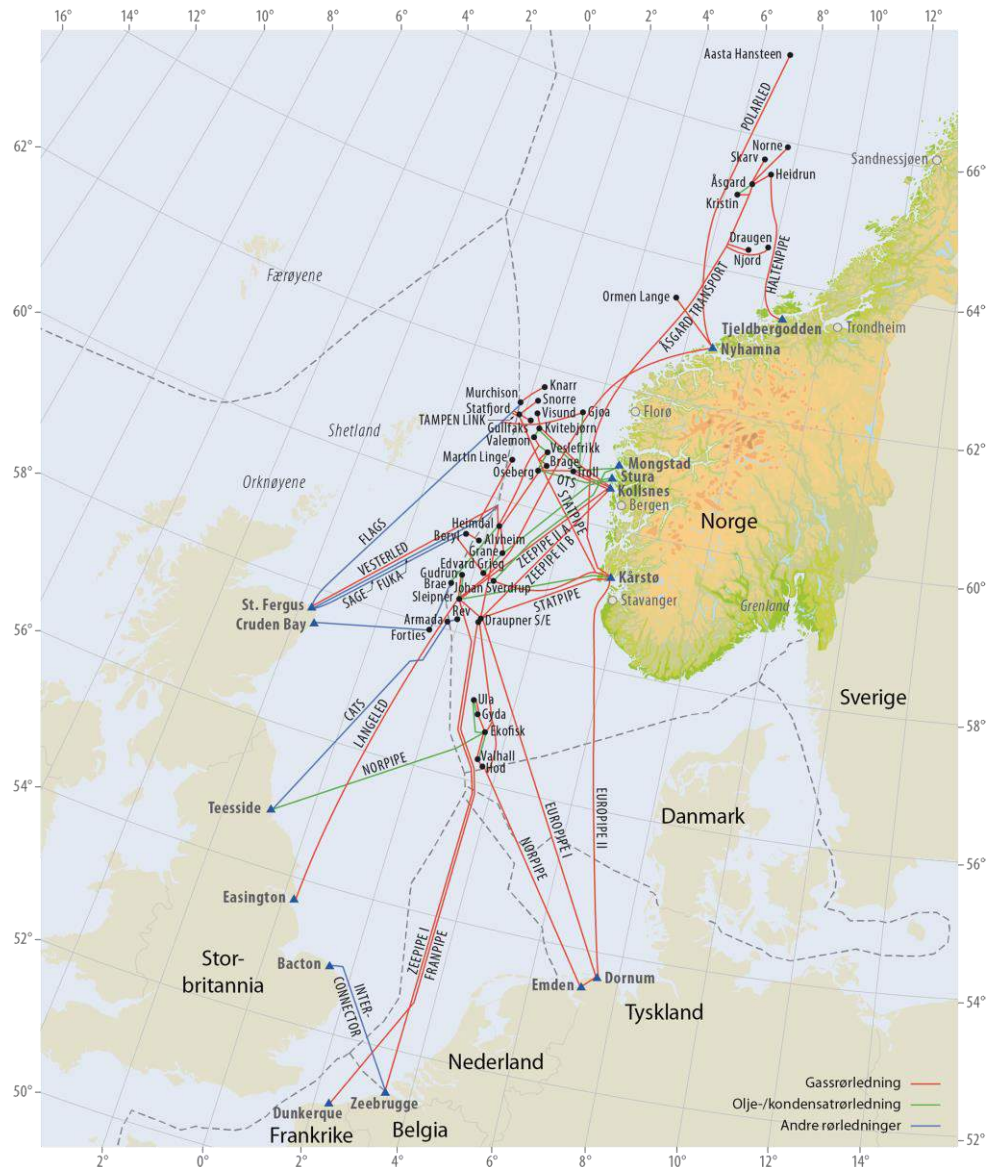 16°
14°
12°
10°
8°
6°
4°
2°
0°
2°
4°
6°
8°
10°
12°
Aasta Hansteen
POLARLED
62°
Norne
Skarv
Sandnessjøen
66°
Åsgard
Heidrun
Kristin
Draugen
Njord
HALTENPIPE
Færøyene
Ormen Lange
ÅSGARD TRANSPORT
60°
64°
Tjeldbergodden
Trondheim
Nyhamna
Knarr
Murchison
Snorre
Statfjord
Visund
Gjøa
Florø
TAMPEN LINK
Gullfaks
Kvitebjørn
Shetland
Valemon
62°
Veslefrikk
Martin Linge
Brage
Mongstad
58°
Oseberg
Troll
Stura
OTS
Kollsnes
Orknøyene
STATPIPE
Bergen
FLAGS
Heimdal
Norge
Beryl
Alvheim
VESTERLED
Grane
ZEEPIPE II A
ZEEPIPE II B
Edvard Grieg
SAGE
FUKA
Gudrun
Kårstø
60°
Brae
Johan Sverdrup
Sleipner
STATPIPE
Stavanger
Grenland
St. Fergus
Rev
Cruden Bay
Armada
Draupner S/E
56°
Forties
Sverige
CATS
LANGELED
Ula
Gyda
58°
Ekofisk
NORPIPE
54°
Valhall
Hod
Teesside
Danmark
EUROPIPE I
EUROPIPE II
NORPIPE
56°
Easington
52°
Stor-
britannia
Bacton
ZEEPIPE I
FRANPIPE
INTER-
CONNECTOR
Emden
Dornum
54°
Tyskland
Nederland
50°
Gassrørledning
Zeebrugge
Dunkerque
Olje-/kondensatrørledning
Frankrike
Belgia
Andre rørledninger
52°
2°
0°
2°
4°
6°
8°
10°
12°
14°